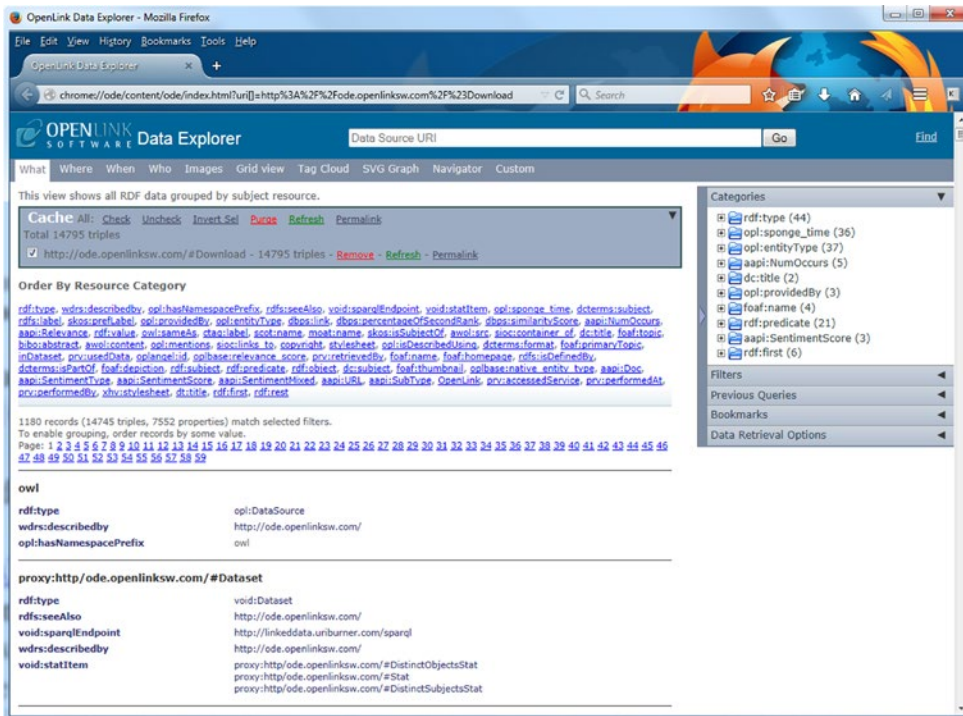 OpenLink Data Explorer - Mozilla Firefox
File Edit View History Bookmarks Tools Help
OpenLink Data Explorer
chrome://ode/content/ode/index.html?uri[]=http%3A%2F%2Fode.openlinksw.com%2F%23Download
Search
OPENLINK SOFTWARE Data Explorer
Data Source URI
Go
Find
What Where When Who Images Grid view Tag Cloud SVG Graph Navigator Custom
This view shows all RDF data grouped by subject resource.
Cache All: Check Uncheck Invert Sel Purge Refresh Permalink
Total 14795 triples
http://ode.openlinksw.com/#Download - 14795 triples - Remove - Refresh - Permalink
Order By Resource Category
rdf:type, wdrs:describedby, opl:hasNamespacePrefix, rdfs:seeAlso, void:sparqlEndpoint, void:statItem, opl:sponge_time, dcterms:subject,
rdfs:label, skos:prefLabel, opl:providedBy, opl:entityType, dbps:link, dbps:percentageOfSecondRank, dbps:similarityScore, aapi:NumOccurs,
aapi:Relevance, rdf:value, owl:sameAs, ctag:label, scot:name, moat:name, skos:isSubjectOf, awol:src, sioc:container_of, dc:title, foaf:topic,
bibo:abstract, awol:content, opl:mentions, sioc:links_to, copyright, stylesheet, opl:isDescribedUsing, dcterms:format, foaf:primaryTopic,
inDataset, prv:usedData, oplangel:id, oplbase:relevance_score, prv:retrievedBy, foaf:name, foaf:homepage, rdfs:isDefinedBy,
dcterms:isPartOf, foaf:depiction, rdf:subject, rdf:predicate, rdf:object, dc:subject, foaf:thumbnail, oplbase:native_entity_type, aapi:Doc,
aapi:SentimentType, aapi:SentimentScore, aapi:SentimentMixed, aapi:URL, aapi:SubType, OpenLink, prv:accessedService, prv:performedAt,
prv:performedBy, xhv:stylesheet, dt:title, rdf:first, rdf:rest
1180 records (14745 triples, 7552 properties) match selected filters.
To enable grouping, order records by some value.
Page: 1 2 3 4 5 6 7 8 9 10 11 12 13 14 15 16 17 18 19 20 21 22 23 24 25 26 27 28 29 30 31 32 33 34 35 36 37 38 39 40 41 42 43 44 45 46
47 48 49 50 51 52 53 54 55 56 57 58 59
owl
rdf:type opl:DataSource
wdrs:describedby http://ode.openlinksw.com/
opl:hasNamespacePrefix owl
proxy:http/ode.openlinksw.com/#Dataset
rdf:type void:Dataset
rdfs:seeAlso http://ode.openlinksw.com/
void:sparqlEndpoint http://linkeddata.uriburner.com/sparql
wdrs:describedby http://ode.openlinksw.com/
void:statItem proxy:http/ode.openlinksw.com/#DistinctObjectsStat
proxy:http/ode.openlinksw.com/#Stat
proxy:http/ode.openlinksw.com/#DistinctSubjectsStat
Categories
rdf:type (44)
opl:sponge_time (36)
opl:entityType (37)
aapi:NumOccurs (5)
dc:title (2)
opl:providedBy (3)
foaf:name (4)
rdf:predicate (21)
aapi:SentimentScore (3)
rdf:first (6)
Filters
Previous Queries
Bookmarks
Data Retrieval Options